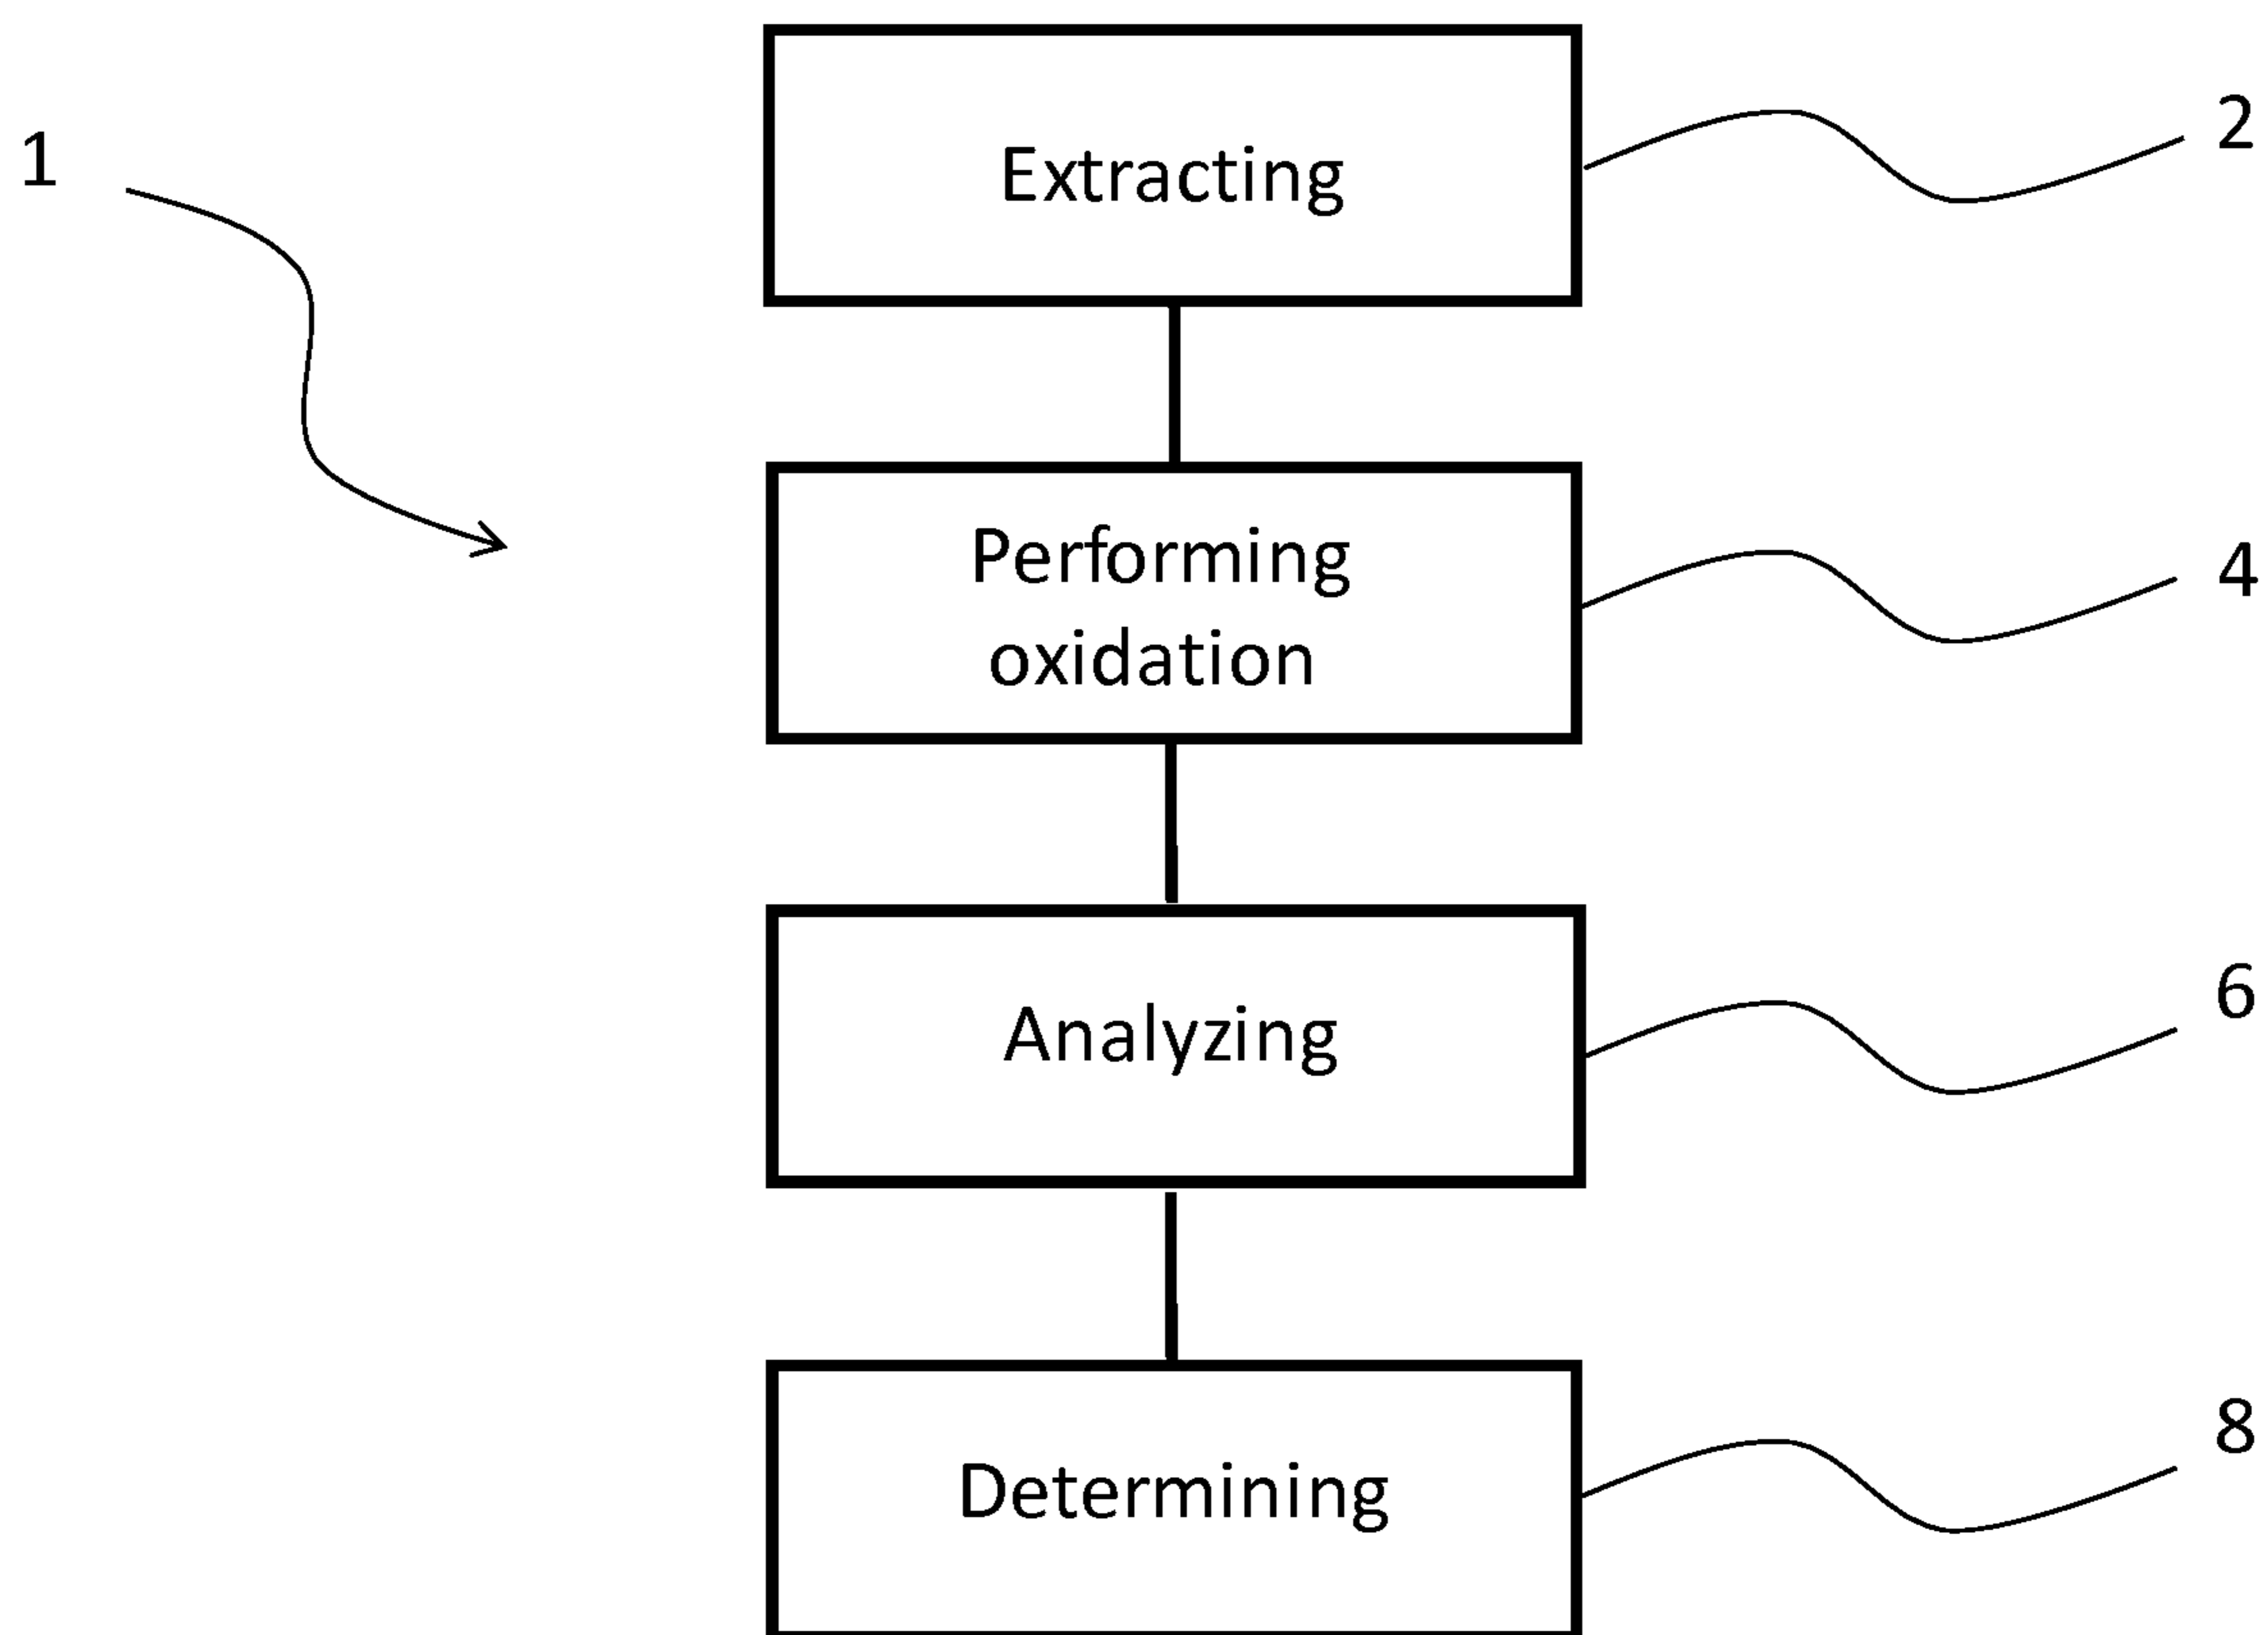 1
Extracting
2
Performing
oxidation
4
Analyzing
6
Determining
8